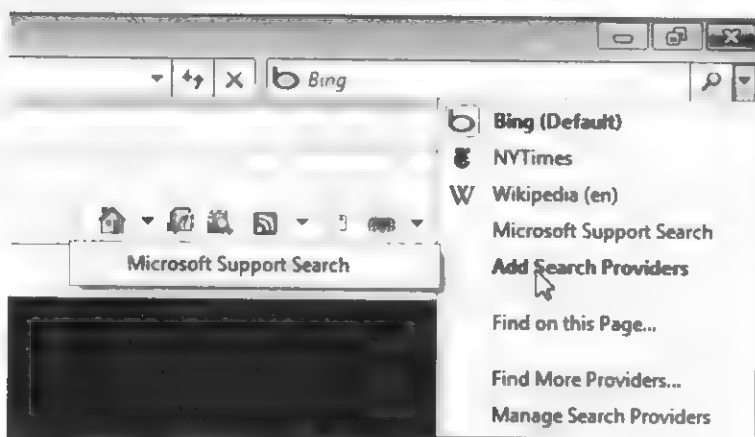 Bing
Bing (Default)
NYTimes
W Wikipedia (en)
Microsoft Support Search
Add Search Providers
Microsoft Support Search
Find on this Page...
Find More Providers...
Manage Search Providers